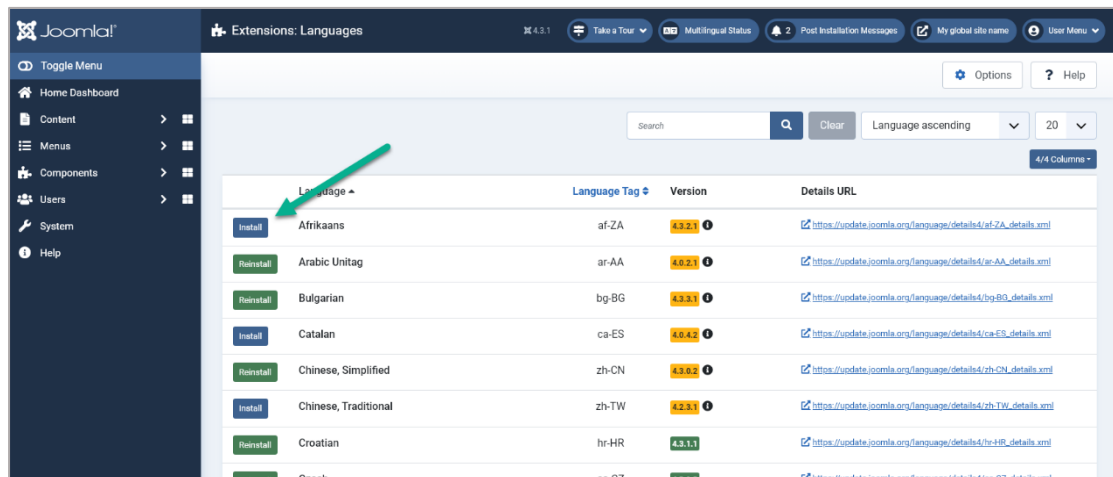 Joomla!
Extensions: Languages
4.3.1
Take a Tour
Multilingual Status
2 Post Installation Messages
My global site name
User Menu
Toggle Menu
Home Dashboard
Content
Menus
Components
Users
System
Help
Options
? Help
Search
Clear
Language ascending
20
4/4 Columns
Language Language Tag Version Details URL
Install Afrikaans af-ZA 4.3.2.1 https://update.joomla.org/language/details4/af-ZA_details.xml
Reinstall Arabic Unitag ar-AA 4.0.2.1 https://update.joomla.org/language/details4/ar-AA_details.xml
Reinstall Bulgarian bg-BG 4.3.3.1 https://update.joomla.org/language/details4/bg-BG_details.xml
Install Catalan ca-ES 4.0.4.2 https://update.joomla.org/language/details4/ca-ES_details.xml
Reinstall Chinese, Simplified zh-CN 4.3.0.2 https://update.joomla.org/language/details4/zh-CN_details.xml
Install Chinese, Traditional zh-TW 4.2.3.1 https://update.joomla.org/language/details4/zh-TW_details.xml
Reinstall Croatian hr-HR 4.3.1.1 https://update.joomla.org/language/details4/hr-HR_details.xml